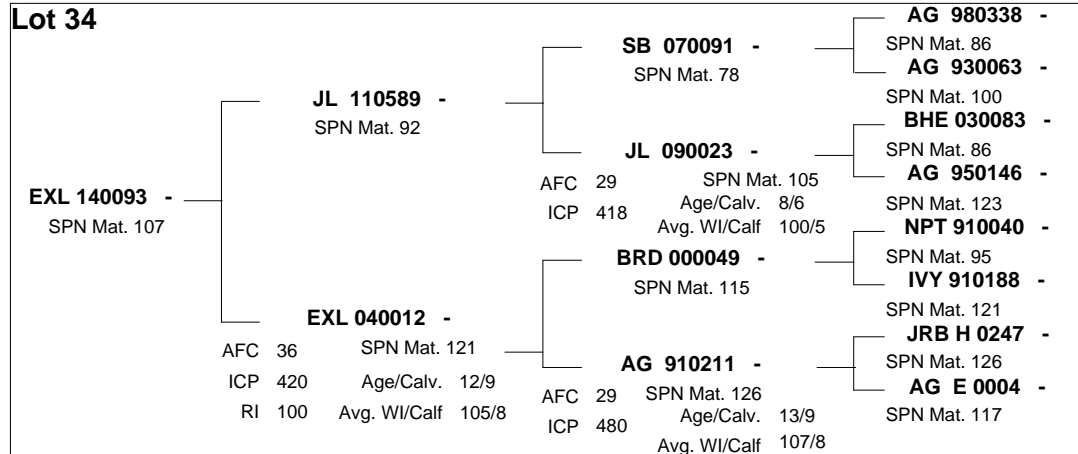 Lot 34
AG 980338 -
SB 070091 -
SPN Mat. 86
SPN Mat. 78
AG 930063 -
JL 110589 -
SPN Mat. 100
SPN Mat. 92
BHE 030083 -
JL 090023 -
SPN Mat. 86
AFC 29 SPN Mat. 105
AG 950146 -
EXL 140093 -
ICP 418 Age/Calv. 8/6
SPN Mat. 123
SPN Mat. 107
Avg. WI/Calf 100/5
NPT 910040 -
BRD 000049 -
SPN Mat. 95
SPN Mat. 115
IVY 910188 -
EXL 040012 -
SPN Mat. 121
AFC 36 SPN Mat. 121
JRB H 0247 -
AG 910211 -
SPN Mat. 126
ICP 420 Age/Calv. 12/9
AFC 29 SPN Mat. 126
AG E 0004 -
RI 100 Avg. WI/Calf 105/8
ICP 480 Age/Calv. 13/9
SPN Mat. 117
Avg. WI/Calf 107/8